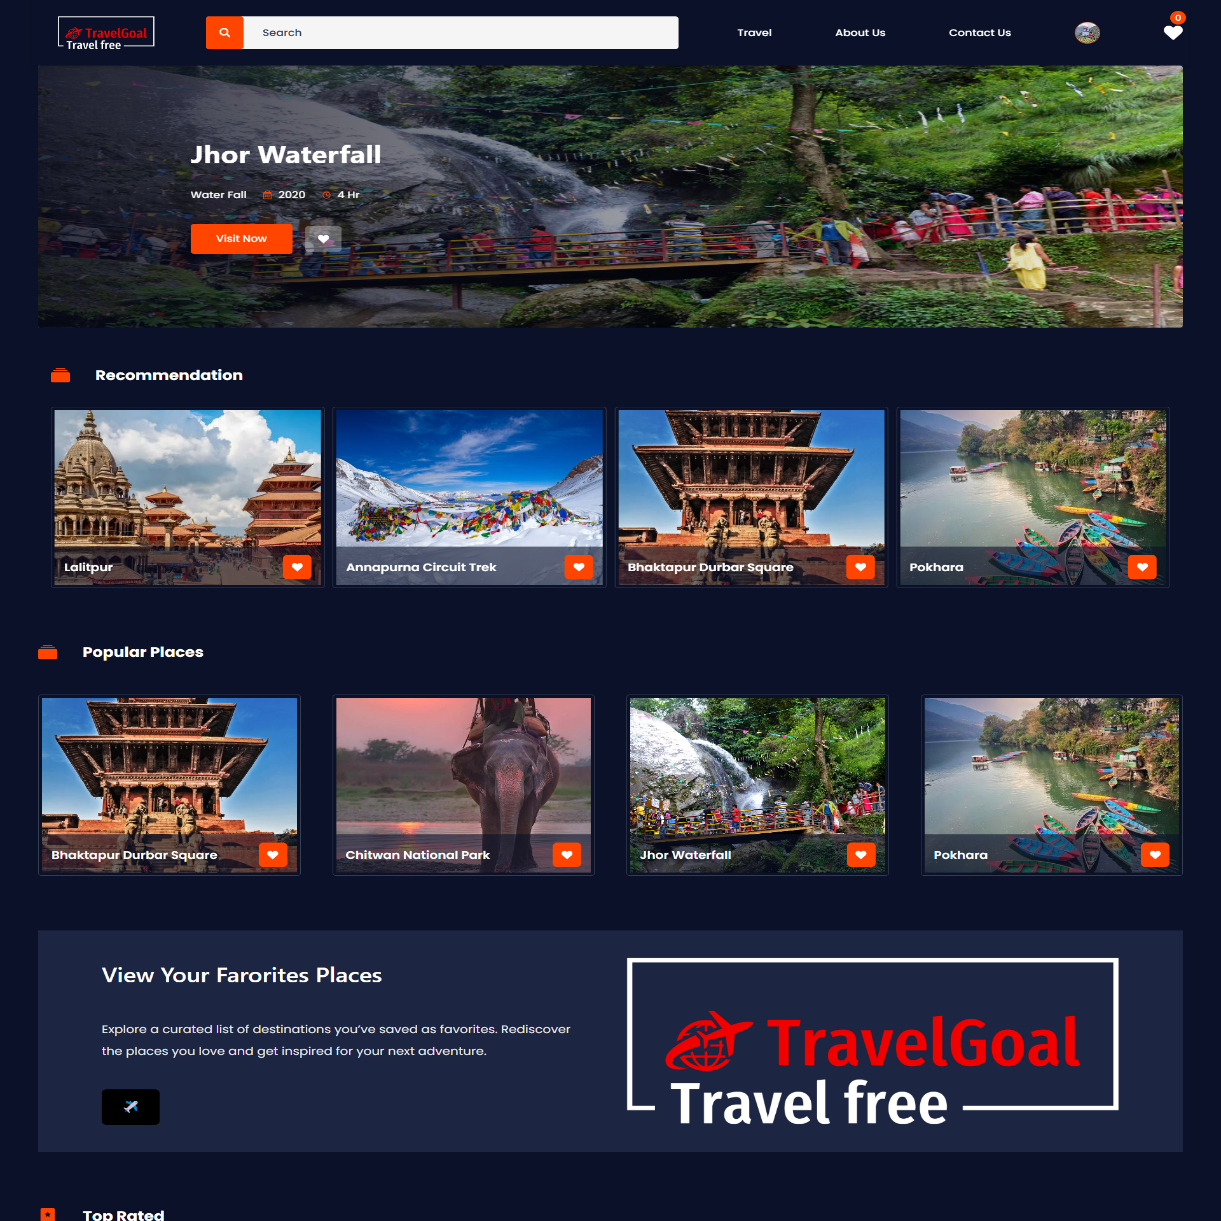 TravelGoal
Travel free
Search
Travel
About Us
Contact Us
0
Jhor Waterfall
Water Fall 2020 4 Hr
Visit Now
Recommendation
Lalitpur
Annapurna Circuit Trek
Bhaktapur Durbar Square
Pokhara
Popular Places
Bhaktapur Durbar Square
Chitwan National Park
Jhor Waterfall
Pokhara
View Your Farorites Places
Explore a curated list of destinations you’ve saved as favorites. Rediscover
the places you love and get inspired for your next adventure.
TravelGoal
Travel free
Top Rated